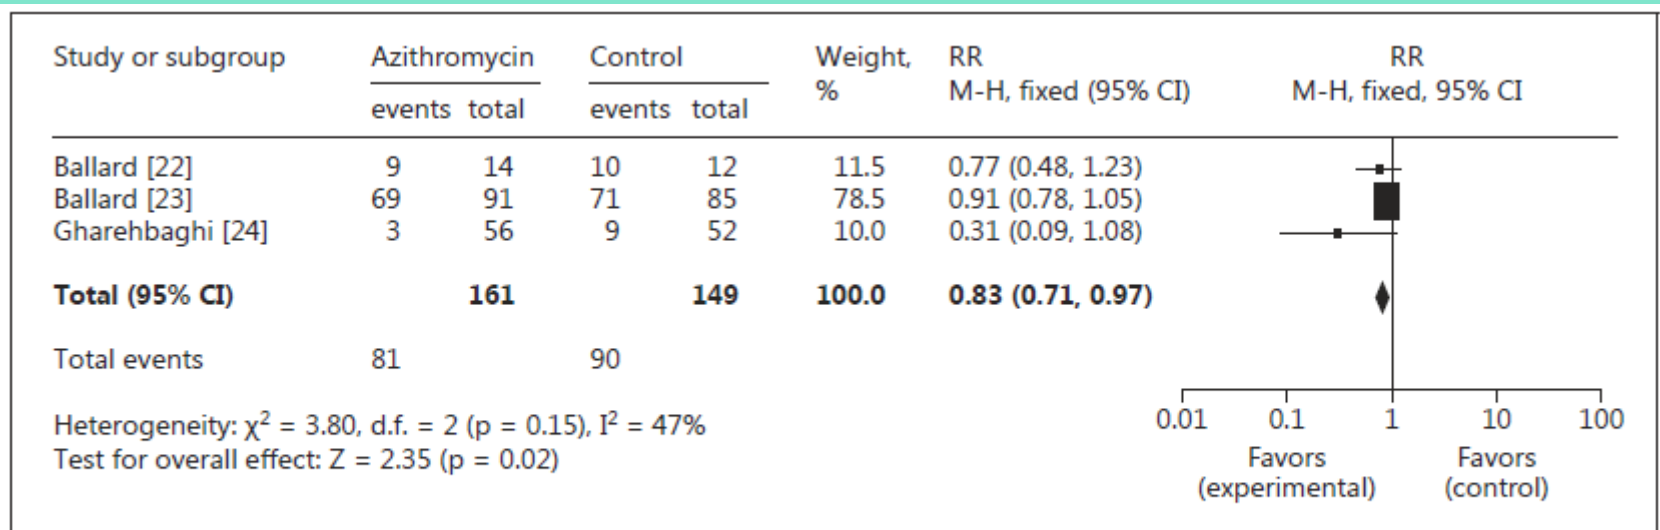 Study or subgroup Azithromycin Control Weight, RR RR
% M-H, fixed (95% CI) M-H, fixed, 95% CI
events total events total
Ballard [22] 9 14 10 12 11.5 0.77 (0.48, 1.23)
Ballard [23] 69 91 71 85 78.5 0.91 (0.78, 1.05)
Gharehbaghi [24] 3 56 9 52 10.0 0.31 (0.09, 1.08)
Total (95% CI) 161 149 100.0 0.83 (0.71, 0.97)
Total events 81 90
Heterogeneity: χ² = 3.80, d.f. = 2 (p = 0.15), I² = 47%
Test for overall effect: Z = 2.35 (p = 0.02)
0.01 0.1 1 10 100
Favors Favors
(experimental) (control)